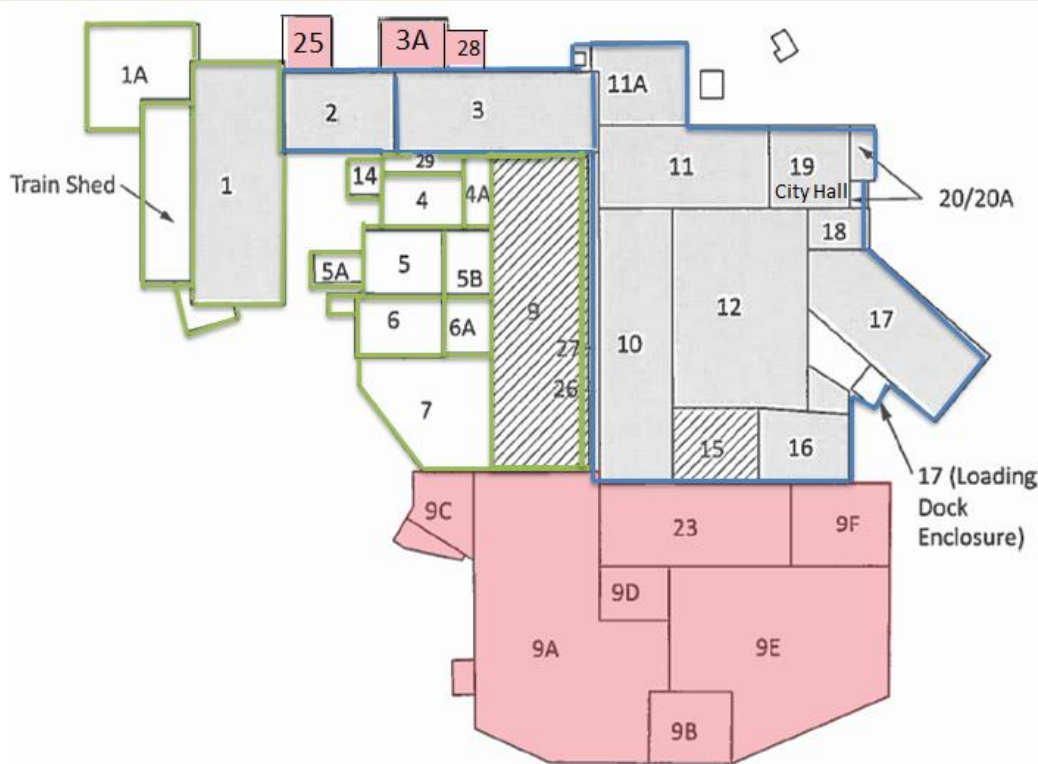 25
3A
28
1A
11A
2
3
11
19
City Hall
20/20A
Train Shed
1
14
29
4
4A
18
5A
5
5B
9
10
12
17
6
6A
27
26
7
15
16
17 (Loading
Dock
Enclosure)
9C
23
9F
9D
9A
9E
9B